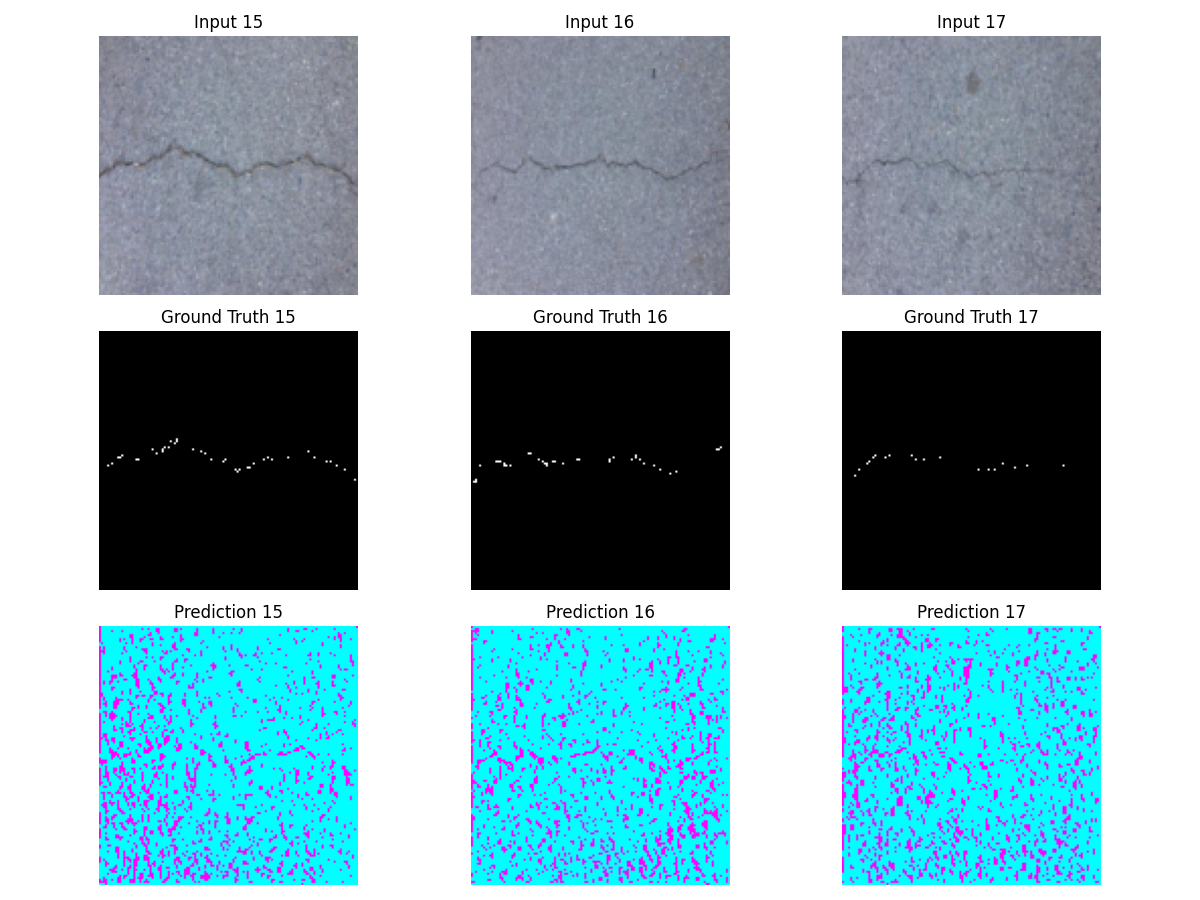 Input 15
Input 16
Input 17
Ground Truth 15
Ground Truth 16
Ground Truth 17
Prediction 15
Prediction 16
Prediction 17